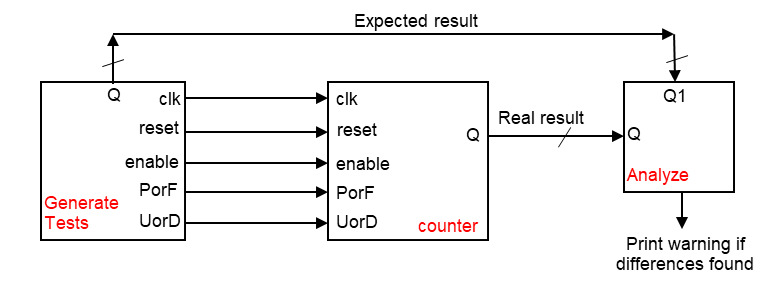 Expected result
Q
clk
reset
enable
PorF
UorD
Generate
Tests
clk
reset
enable
PorF
UorD
Q
counter
Real result
Q1
Q
Analyze
Print warning if
differences found